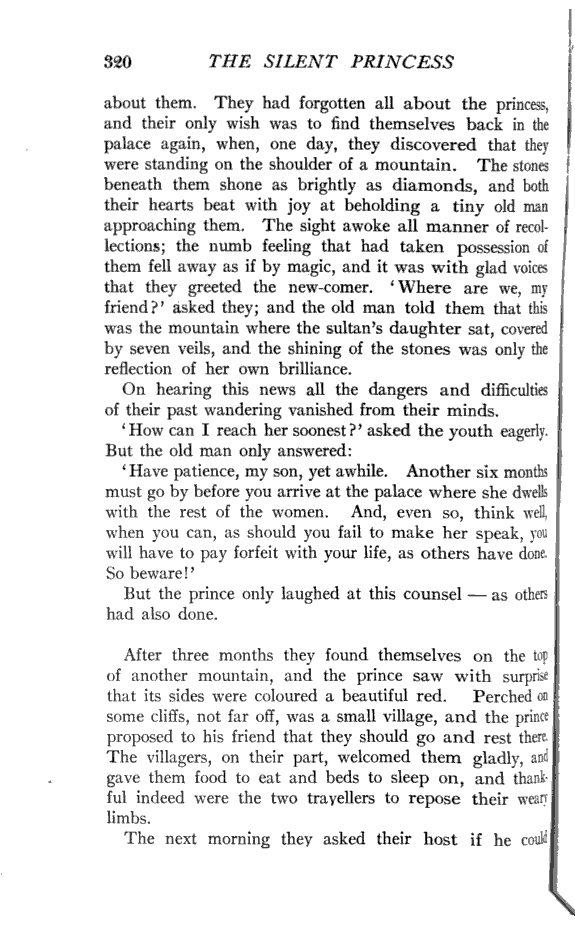 320 THE SILENT PRINCESS
about them. They had forgotten all about the princess,
and their only wish was to find themselves back in the
palace again, when, one day, they discovered that they
were standing on the shoulder of a mountain. The stones
beneath them shone as brightly as diamonds, and both
their hearts beat with joy at beholding a tiny old man
approaching them. The sight awoke all manner of recol-
lections; the numb feeling that had taken possession of
them fell away as if by magic, and it was with glad voices
that they greeted the new-comer. ‘Where are we, my
friend?’ asked they; and the old man told them that this
was the mountain where the sultan’s daughter sat, covered
by seven veils, and the shining of the stones was only the
reflection of her own brilliance.
On hearing this news all the dangers and difficulties
of their past wandering vanished from their minds.
‘How can I reach her soonest?’ asked the youth eagerly.
But the old man only answered:
‘Have patience, my son, yet awhile. Another six months
must go by before you arrive at the palace where she dwells
with the rest of the women. And, even so, think well,
when you can, as should you fail to make her speak, you
will have to pay forfeit with your life, as others have done.
So beware!’
But the prince only laughed at this counsel — as others
had also done.
After three months they found themselves on the top
of another mountain, and the prince saw with surprise
that its sides were coloured a beautiful red. Perched on
some cliffs, not far off, was a small village, and the prince
proposed to his friend that they should go and rest there.
The villagers, on their part, welcomed them gladly, and
gave them food to eat and beds to sleep on, and thank-
ful indeed were the two travellers to repose their weary
limbs.
The next morning they asked their host if he could